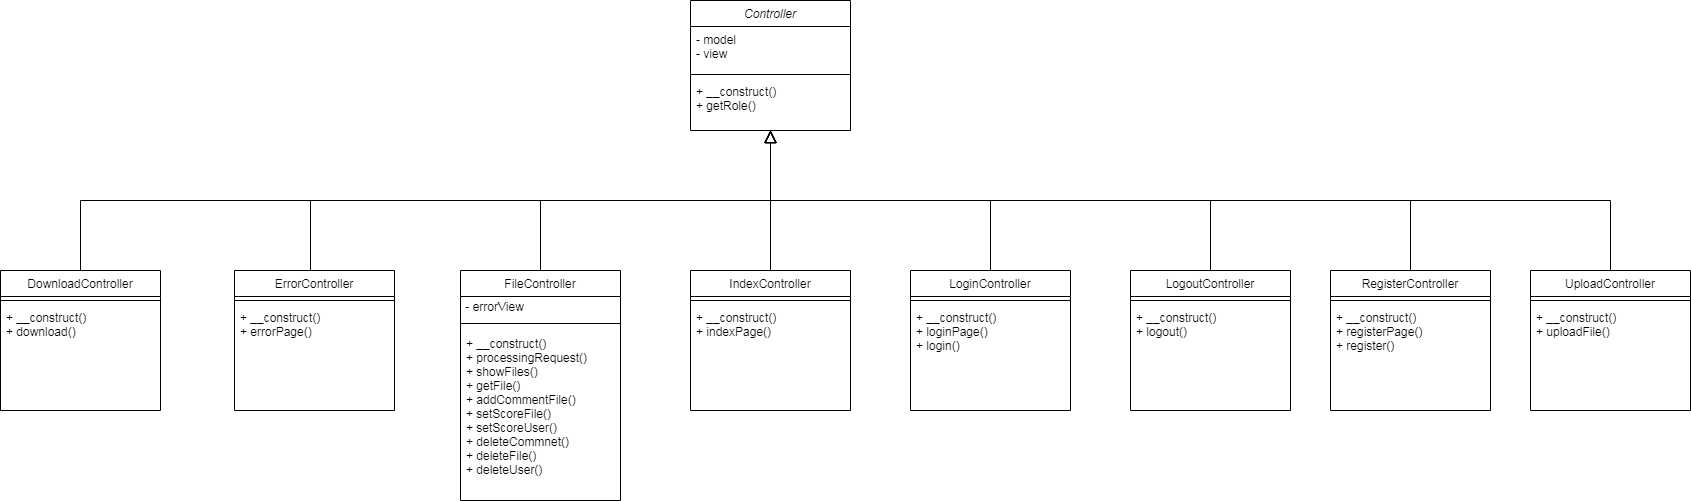 Controller
- model
- view
+ __construct()
+ getRole()
DownloadController
+ __construct()
+ download()
ErrorController
+ __construct()
+ errorPage()
FileController
- errorView
+ __construct()
+ processingRequest()
+ showFiles()
+ getFile()
+ addCommentFile()
+ setScoreFile()
+ setScoreUser()
+ deleteCommnet()
+ deleteFile()
+ deleteUser()
IndexController
+ __construct()
+ indexPage()
LoginController
+ __construct()
+ loginPage()
+ login()
LogoutController
+ __construct()
+ logout()
RegisterController
+ __construct()
+ registerPage()
+ register()
UploadController
+ __construct()
+ uploadFile()